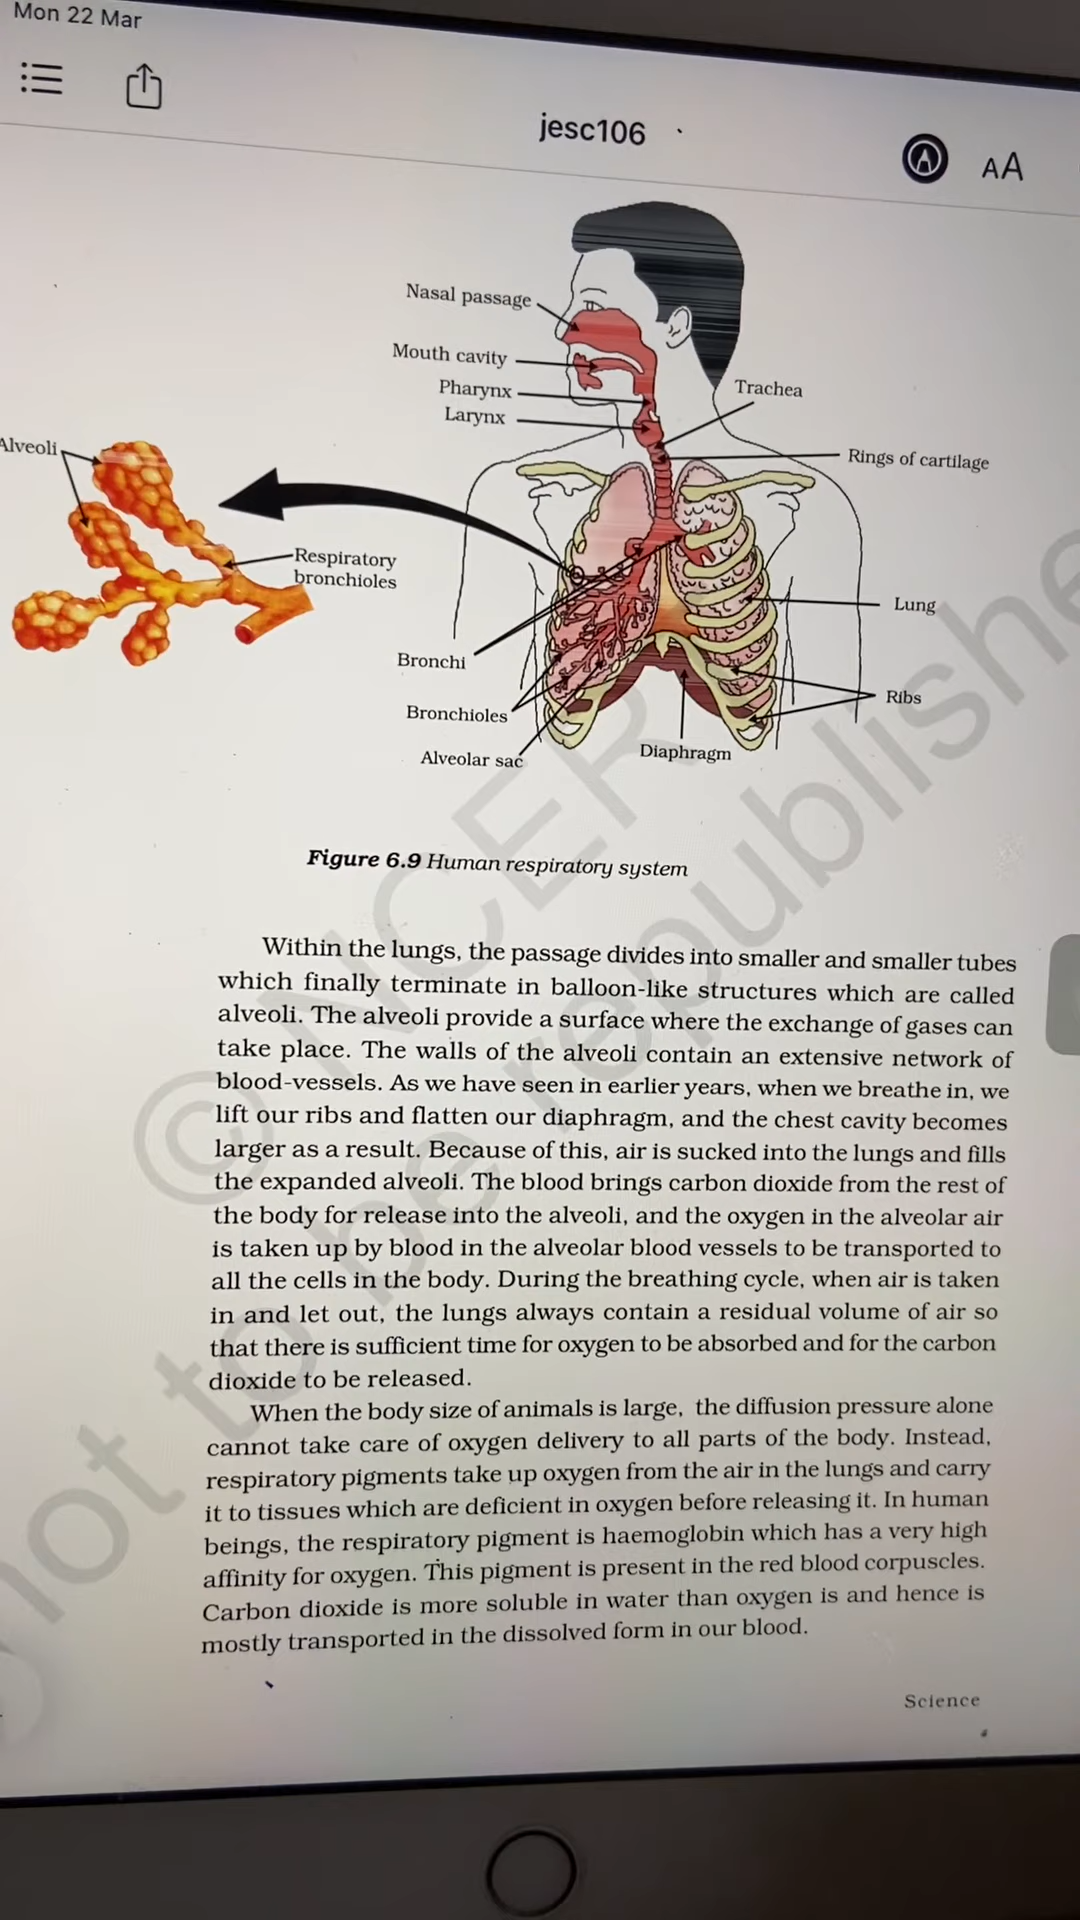 Mon 22 Mar
jesc106
AA
Nasal passage
Mouth cavity
Pharynx
Larynx
Trachea
Rings of cartilage
Alveoli
Respiratory
bronchioles
Lung
Bronchi
Ribs
Bronchioles
Diaphragm
Alveolar sac
Figure 6.9 Human respiratory system
Within the lungs, the passage divides into smaller and smaller tubes
which finally terminate in balloon-like structures which are called
alveoli. The alveoli provide a surface where the exchange of gases can
take place. The walls of the alveoli contain an extensive network of
blood-vessels. As we have seen in earlier years, when we breathe in, we
lift our ribs and flatten our diaphragm, and the chest cavity becomes
larger as a result. Because of this, air is sucked into the lungs and fills
the expanded alveoli. The blood brings carbon dioxide from the rest of
the body for release into the alveoli, and the oxygen in the alveolar air
is taken up by blood in the alveolar blood vessels to be transported to
all the cells in the body. During the breathing cycle, when air is taken
in and let out, the lungs always contain a residual volume of air so
that there is sufficient time for oxygen to be absorbed and for the carbon
dioxide to be released.
When the body size of animals is large, the diffusion pressure alone
cannot take care of oxygen delivery to all parts of the body. Instead,
respiratory pigments take up oxygen from the air in the lungs and carry
it to tissues which are deficient in oxygen before releasing it. In human
beings, the respiratory pigment is haemoglobin which has a very high
affinity for oxygen. This pigment is present in the red blood corpuscles.
Carbon dioxide is more soluble in water than oxygen is and hence is
mostly transported in the dissolved form in our blood.
Science
© NCER
not to be republishe